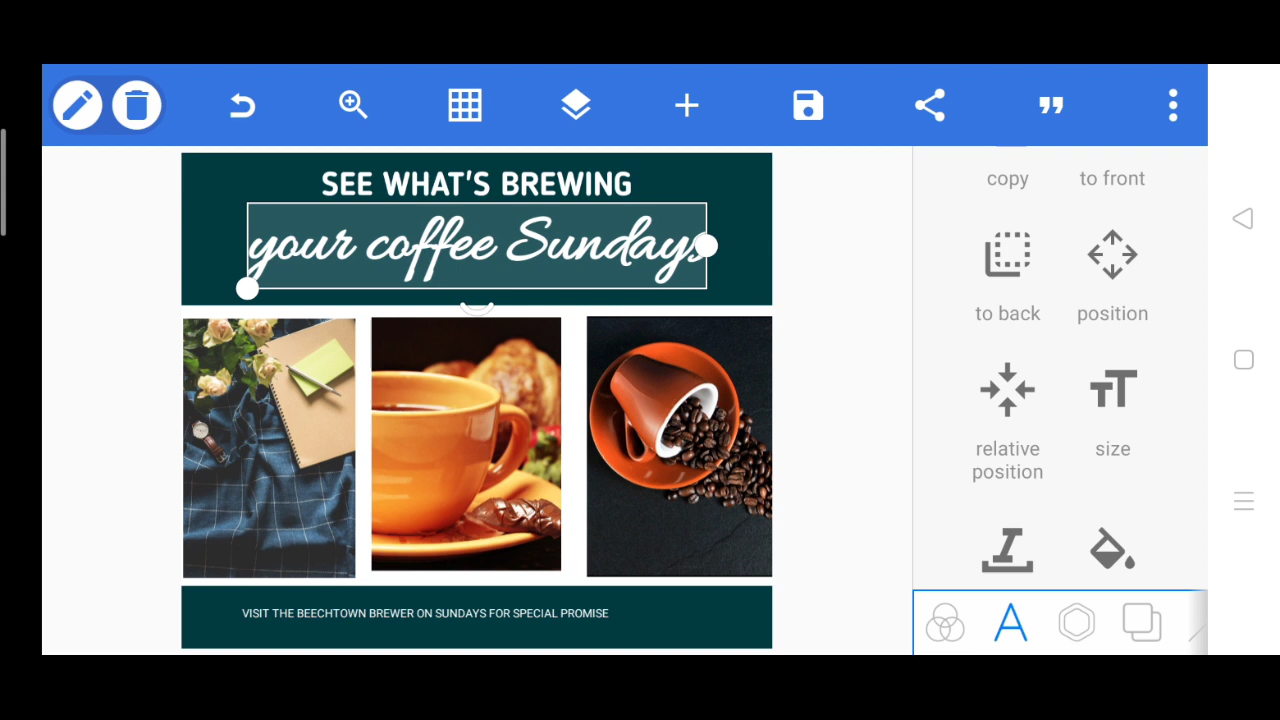 SEE WHAT'S BREWING
your coffee Sundays
VISIT THE BEECHTOWN BREWER ON SUNDAYS FOR SPECIAL PROMISE
copy
to front
to back
position
relative position
size